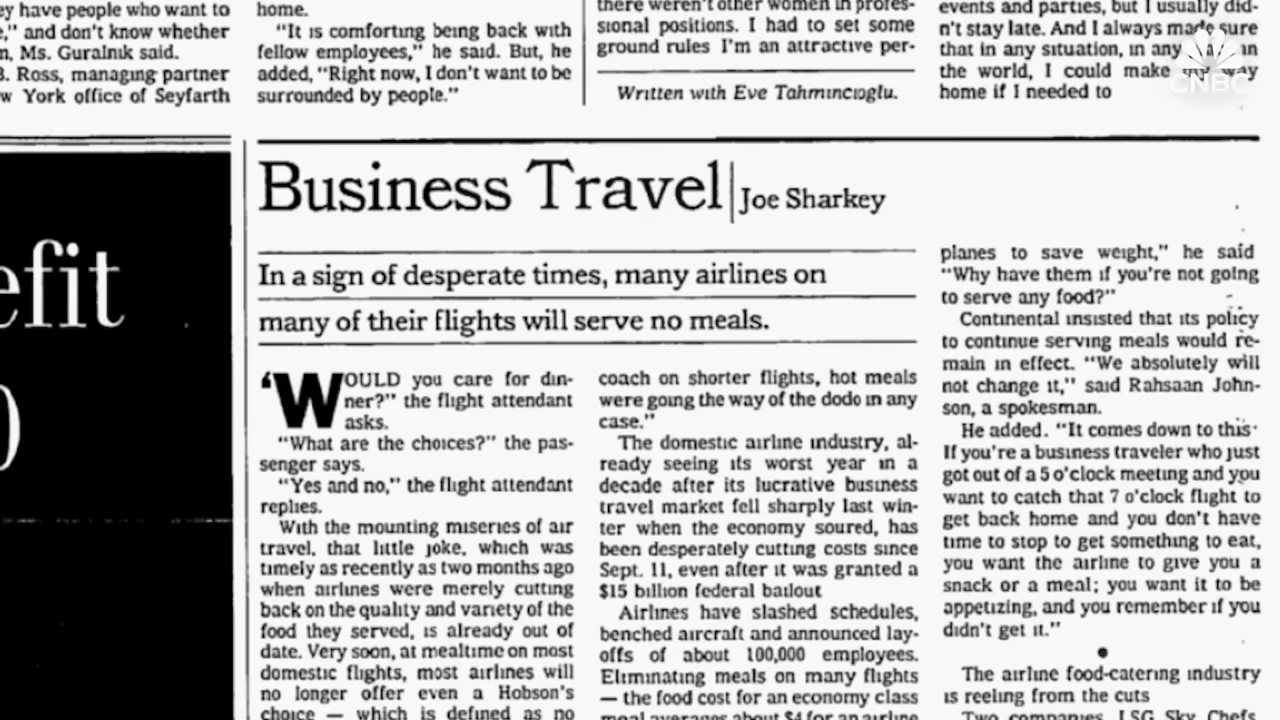 ey have people who want to
e," and don't know whether
n, Ms. Guralnik said.
B. Ross, managing partner
w York office of Seyfarth
home.
"It is comforting being back with
fellow employees," he said. But, he
added, "Right now, I don't want to be
surrounded by people."
there weren't other women in profes-
sional positions. I had to set some
ground rules I'm an attractive per-
Written with Eve Tahmincioglu.
events and parties, but I usually did-
n't stay late. And I always made sure
that in any situation, in any in
the world, I could make my way
home if I needed to
CNBC
efit
0
Business Travel | Joe Sharkey
In a sign of desperate times, many airlines on
many of their flights will serve no meals.
'WOULD you care for din-
ner?" the flight attendant
asks.
"What are the choices?" the pas-
senger says.
"Yes and no," the flight attendant
replies.
With the mounting miseries of air
travel, that little joke, which was
timely as recently as two months ago
when airlines were merely cutting
back on the quality and variety of the
food they served, is already out of
date. Very soon, at mealtime on most
domestic flights, most airlines will
no longer offer even a Hobson's
choice — which is defined as no
coach on shorter flights, hot meals
were going the way of the dodo in any
case."
The domestic airline industry, al-
ready seeing its worst year in a
decade after its lucrative business
travel market fell sharply last win-
ter when the economy soured, has
been desperately cutting costs since
Sept. 11, even after it was granted a
$15 billion federal bailout
Airlines have slashed schedules,
benched aircraft and announced lay-
offs of about 100,000 employees.
Eliminating meals on many flights
— the food cost for an economy class
meal averages about $4 for an airline
planes to save weight," he said
"Why have them if you're not going
to serve any food?"
Continental insisted that its policy
to continue serving meals would re-
main in effect. "We absolutely will
not change it," said Rahsaan John-
son, a spokesman.
He added. "It comes down to this
If you're a business traveler who just
got out of a 5 o'clock meeting and you
want to catch that 7 o'clock flight to
get back home and you don't have
time to stop to get something to eat,
you want the airline to give you a
snack or a meal; you want it to be
appetizing, and you remember if you
didn't get it."
The airline food-catering industry
is reeling from the cuts
Two companies, LSG Sky Chefs